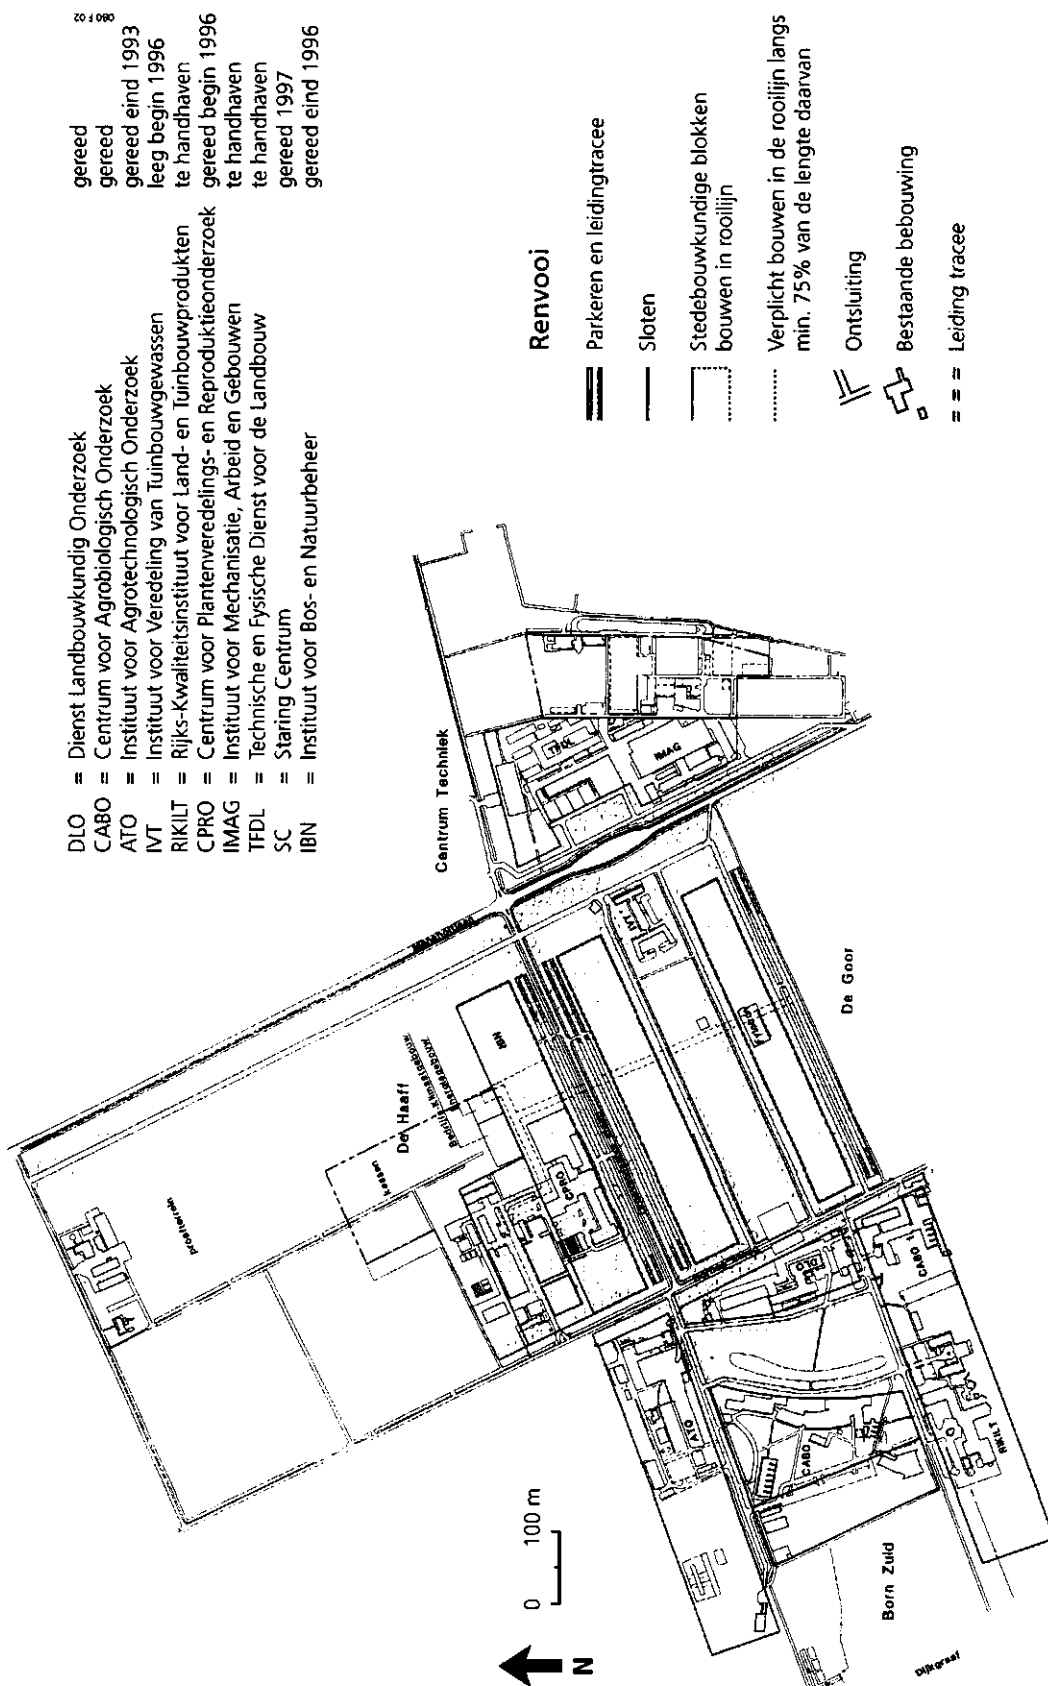 DLO = Dienst Landbouwkundig Onderzoek gereed
CABO = Centrum voor Agrobiologisch Onderzoek gereed
ATO = Instituut voor Agrotechnologisch Onderzoek gereed eind 1993
IVT = Instituut voor Veredeling van Tuinbouwgewassen leeg begin 1996
RIKILT = Rijks-Kwaliteitsinstituut voor Land- en Tuinbouwprodukten te handhaven
CPRO = Centrum voor Plantenveredelings- en Reproduktieonderzoek gereed begin 1996
IMAG = Instituut voor Mechanisatie, Arbeid en Gebouwen te handhaven
TFDL = Technische en Fysische Dienst voor de Landbouw te handhaven
SC = Staring Centrum gereed 1997
IBN = Instituut voor Bos- en Natuurbeheer gereed eind 1996
Renvooi
Parkeren en leidingtracee
Sloten
Stedebouwkundige blokken
bouwen in rooilijn
Verplicht bouwen in de rooilijn langs
min. 75% van de lengte daarvan
Ontsluiting
Bestaande bebouwing
= = = Leiding tracee
Centrum Techniek
TFDL
IMAG
proefterrein
kassen
De Haaff
IBN
CPRO
IVT
De Goor
ATO
CABO
DLO
CABO
RIKILT
Born Zuid
Dijkgraaf
0 100 m
N